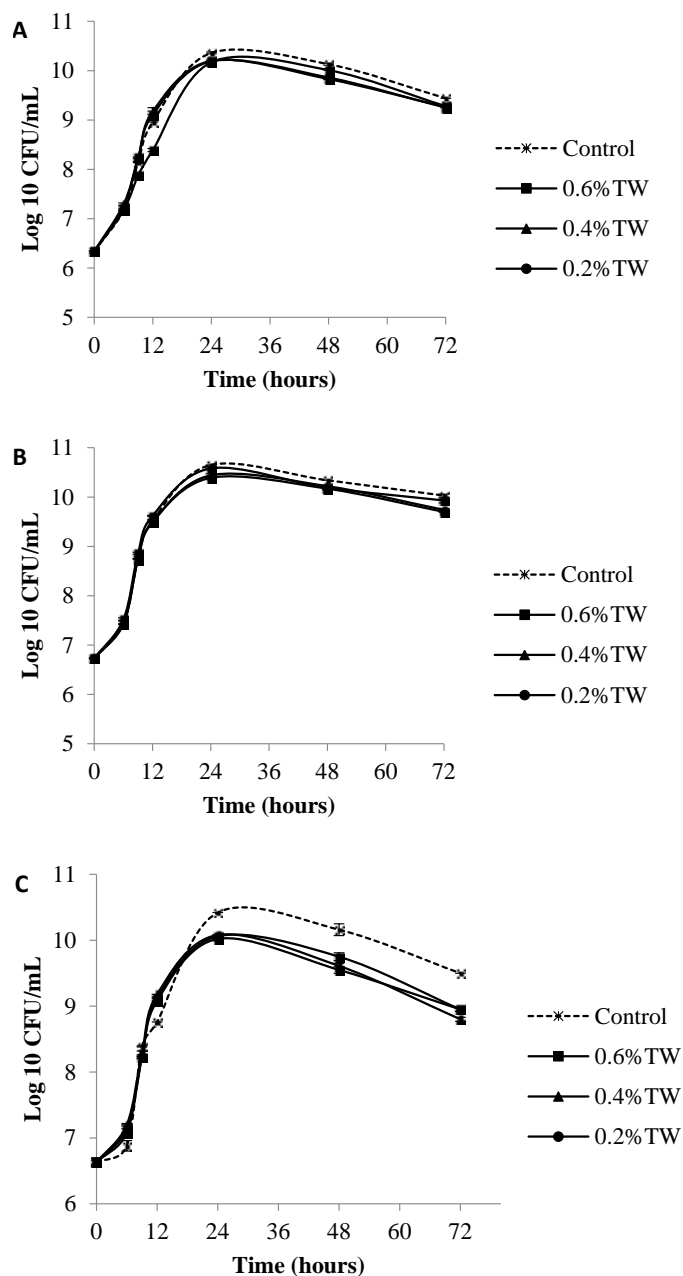 A
11
10
9
8
7
6
5
Log 10 CFU/mL
0 12 24 36 48 60 72
Time (hours)
Control
0.6%TW
0.4%TW
0.2%TW
B
11
10
9
8
7
6
5
Log 10 CFU/mL
0 12 24 36 48 60 72
Time (hours)
Control
0.6%TW
0.4%TW
0.2%TW
C
11
10
9
8
7
6
Log 10 CFU/mL
0 12 24 36 48 60 72
Time (hours)
Control
0.6%TW
0.4%TW
0.2%TW